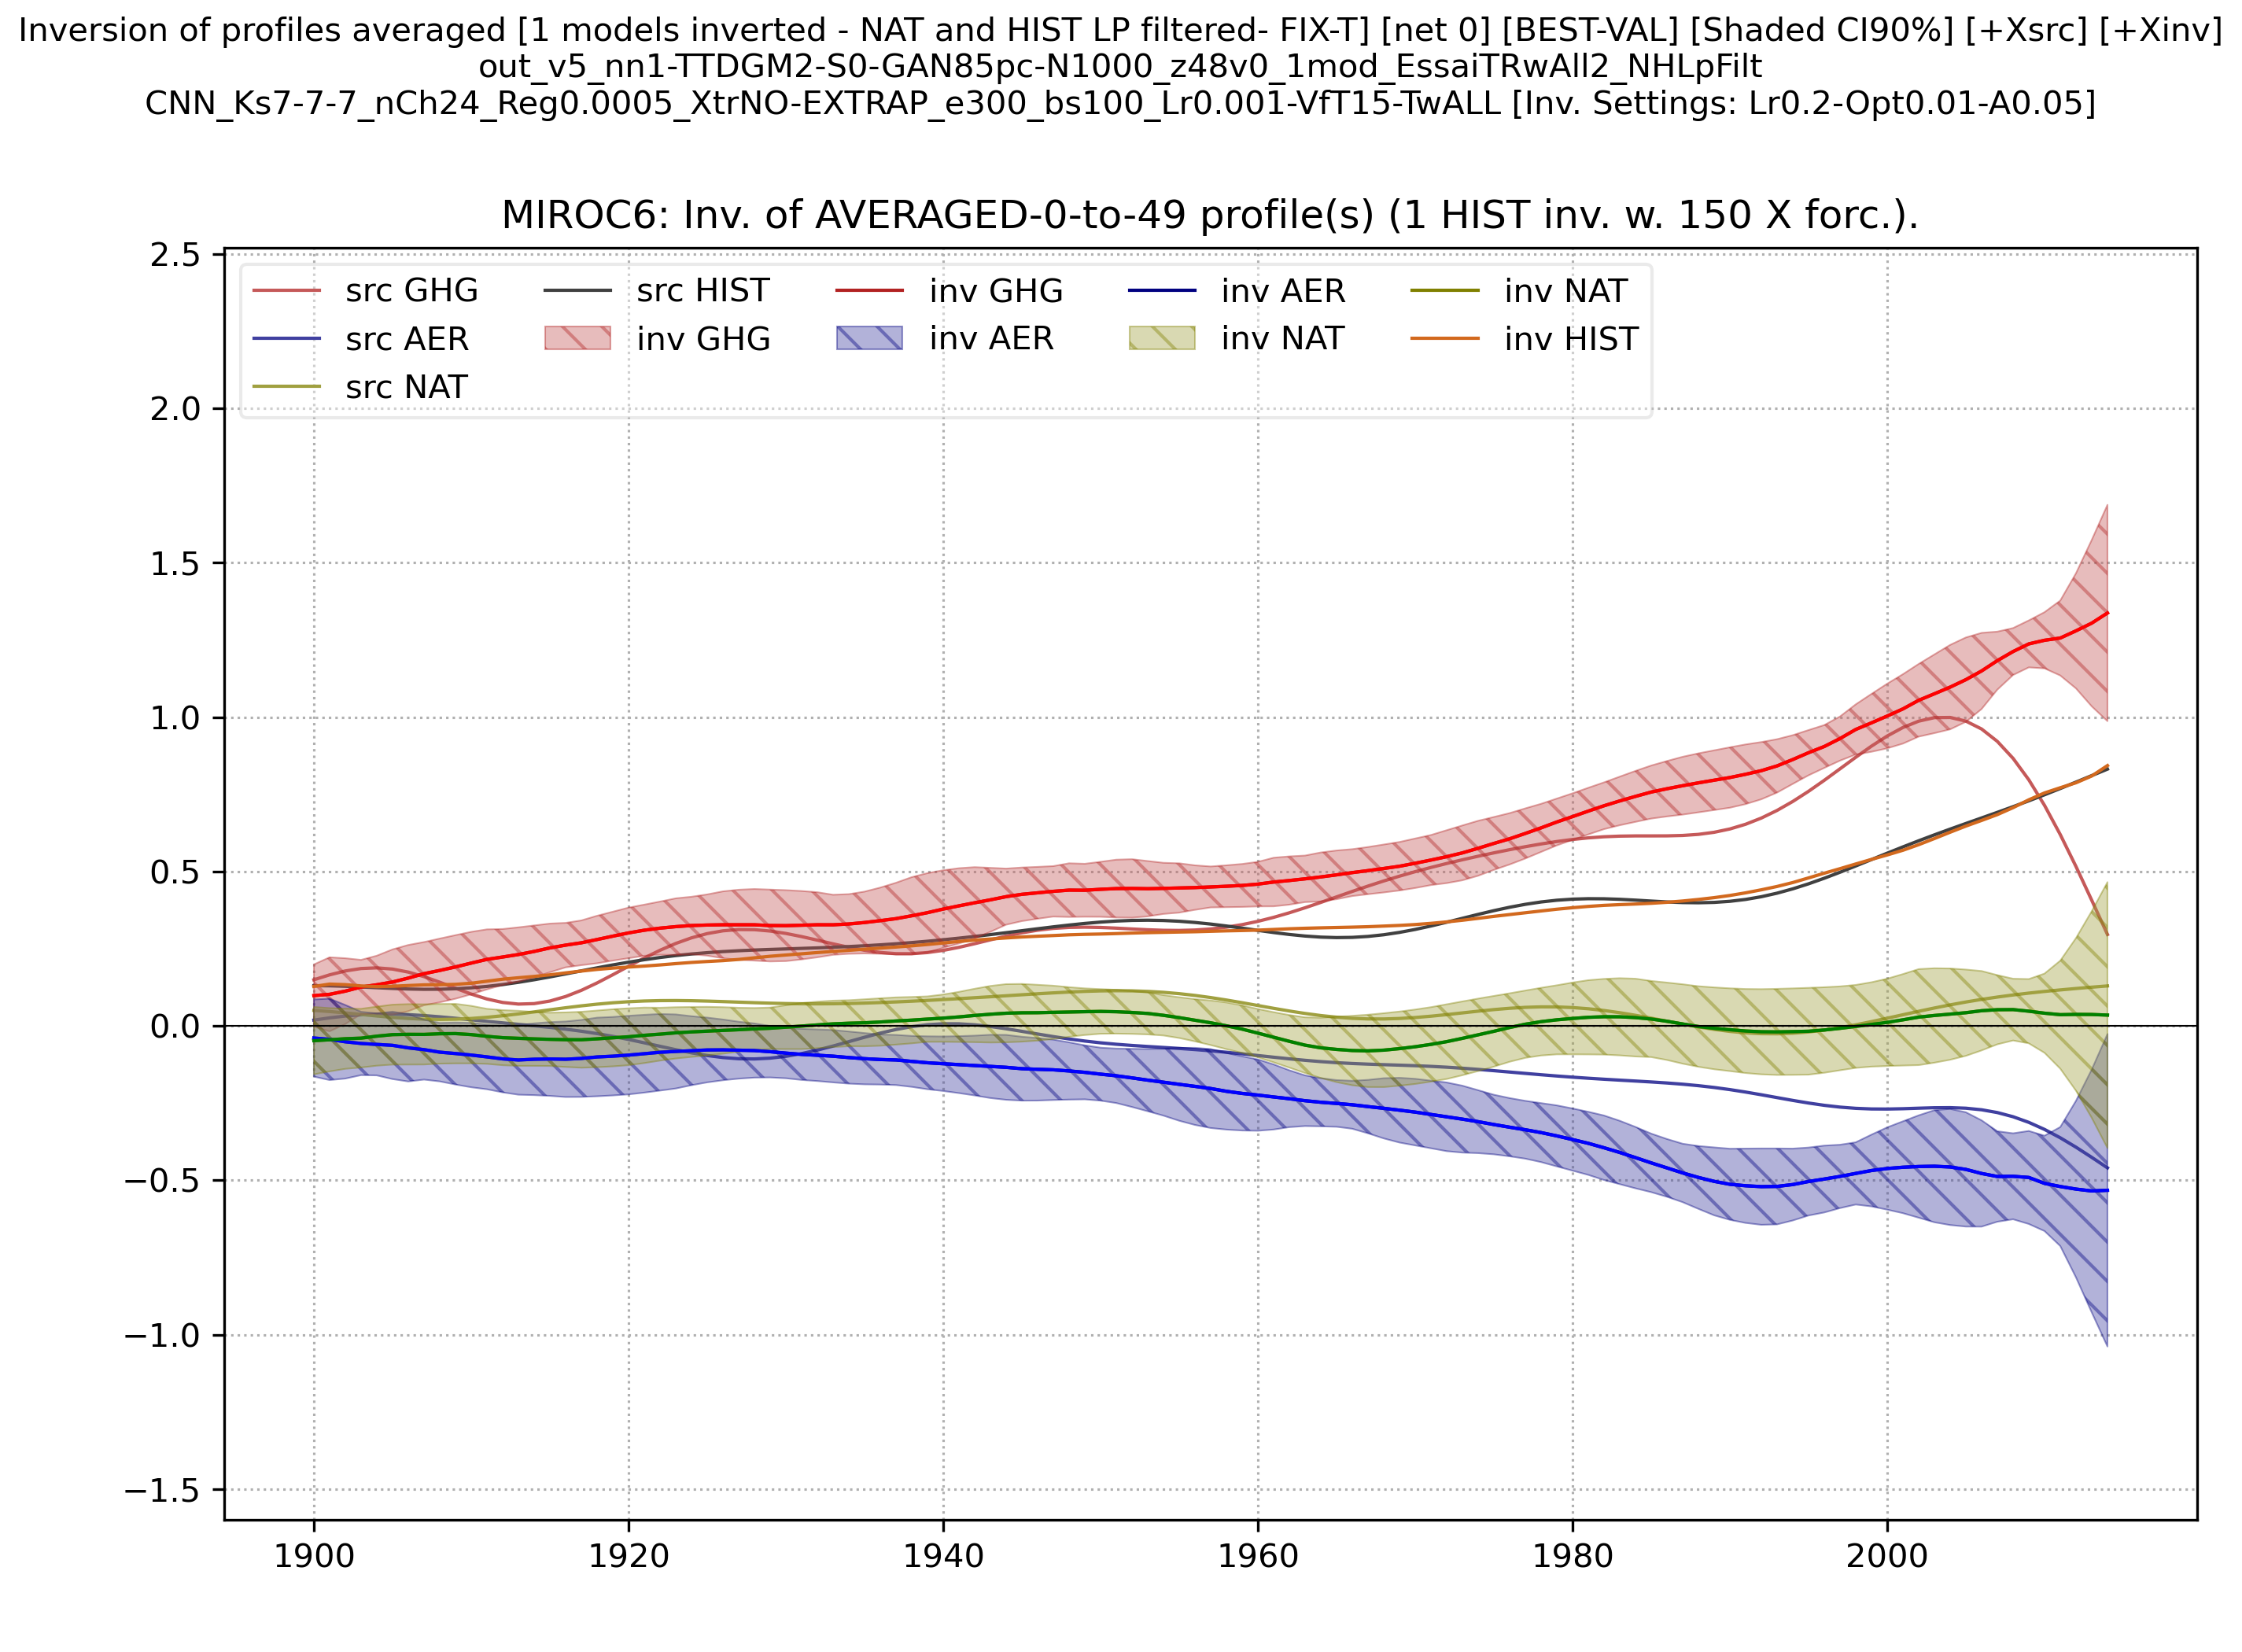 Inversion of profiles averaged [1 models inverted - NAT and HIST LP filtered- FIX-T] [net 0] [BEST-VAL] [Shaded CI90%] [+Xsrc] [+Xinv]
out_v5_nn1-TTDGM2-S0-GAN85pc-N1000_z48v0_1mod_EssaiTRwAll2_NHLpFilt
CNN_Ks7-7-7_nCh24_Reg0.0005_XtrNO-EXTRAP_e300_bs100_Lr0.001-VfT15-TwALL [Inv. Settings: Lr0.2-Opt0.01-A0.05]
MIROC6: Inv. of AVERAGED-0-to-49 profile(s) (1 HIST inv. w. 150 X forc.).
src GHG src HIST inv GHG inv AER inv NAT
src AER inv GHG inv AER inv NAT inv HIST
src NAT
2.5
2.0
1.5
1.0
0.5
0.0
−0.5
−1.0
−1.5
1900 1920 1940 1960 1980 2000